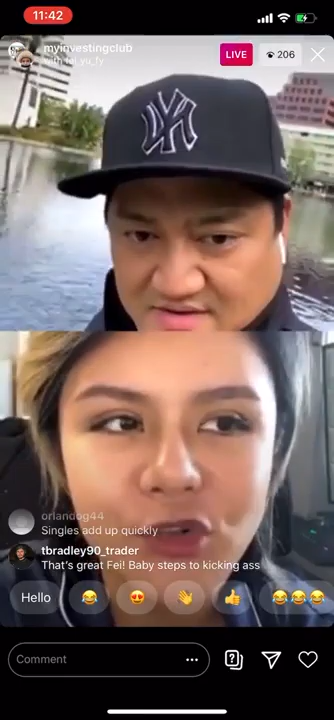 11:42
myinvestingclub
with fei_yu_fy
LIVE
206
orlandog44
Singles add up quickly
tbradley90_trader
That's great Fei! Baby steps to kicking ass
Hello
Comment